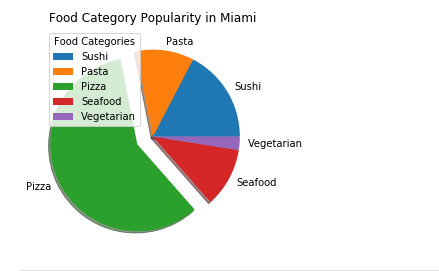 Food Category Popularity in Miami
Food Categories
Sushi
Pasta
Pizza
Seafood
Vegetarian
Pasta
Sushi
Vegetarian
Seafood
Pizza